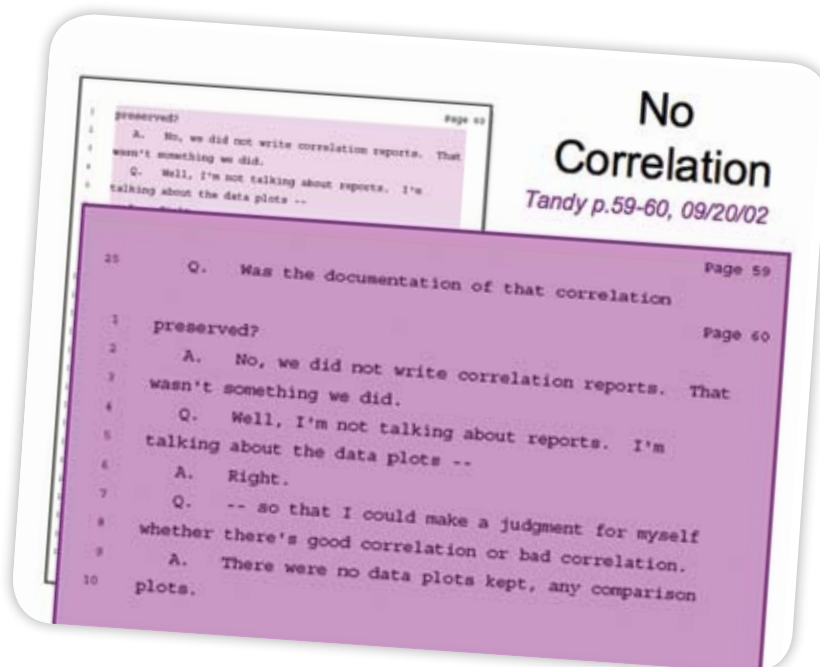 No
Correlation
Tandy p.59-60, 09/20/02
Page 60
1 preserved?
2 A. No, we did not write correlation reports. That
3 wasn't something we did.
4 Q. Well, I'm not talking about reports. I'm
5 talking about the data plots --
Page 59
25 Q. Was the documentation of that correlation
Page 60
1 preserved?
2 A. No, we did not write correlation reports. That
3 wasn't something we did.
4 Q. Well, I'm not talking about reports. I'm
5 talking about the data plots --
6 A. Right.
7 Q. -- so that I could make a judgment for myself
8 whether there's good correlation or bad correlation.
9 A. There were no data plots kept, any comparison
10 plots.